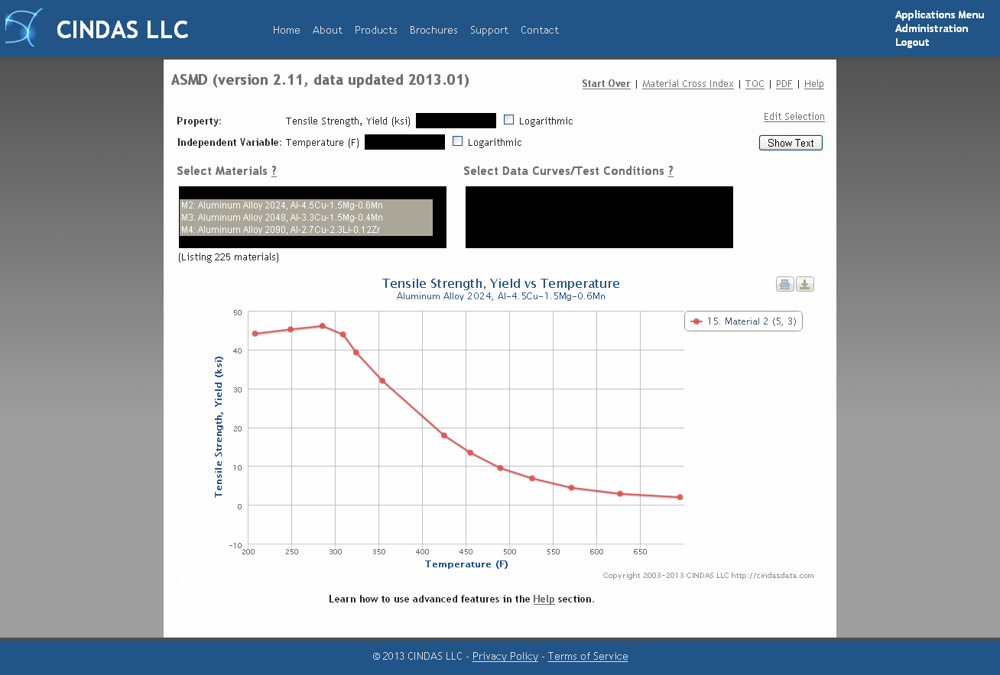 CINDAS LLC
Home About Products Brochures Support Contact
Applications Menu
Administration
Logout
ASMD (version 2.11, data updated 2013.01)
Start Over | Material Cross Index | TOC | PDF | Help
Edit Selection
Property: Tensile Strength, Yield (ksi) Logarithmic
Independent Variable: Temperature (F) Logarithmic
Show Text
Select Materials ?
Select Data Curves/Test Conditions ?
M2: Aluminum Alloy 2024, Al-4.5Cu-1.5Mg-0.6Mn
M3: Aluminum Alloy 2048, Al-3.3Cu-1.5Mg-0.4Mn
M4: Aluminum Alloy 2090, Al-2.7Cu-2.3Li-0.12Zr
(Listing 225 materials)
Tensile Strength, Yield vs Temperature
Aluminum Alloy 2024, Al-4.5Cu-1.5Mg-0.6Mn
15. Material 2 (5, 3)
Tensile Strength, Yield (ksi)
50
40
30
20
10
0
-10
200 250 300 350 400 450 500 550 600 650
Temperature (F)
Copyright 2003-2013 CINDAS LLC http://cindasdata.com
Learn how to use advanced features in the Help section.
© 2013 CINDAS LLC - Privacy Policy - Terms of Service